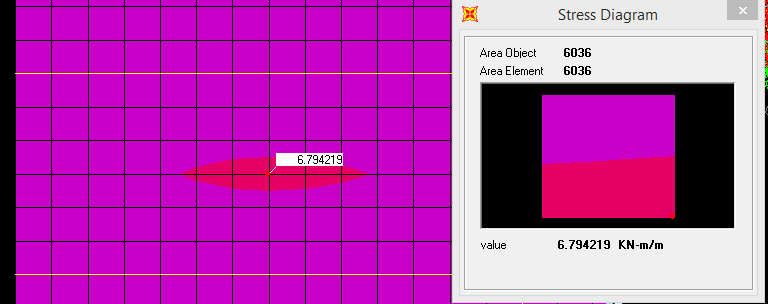 6.794219
Stress Diagram
Area Object 6036
Area Element 6036
value 6.794219 KN-m/m